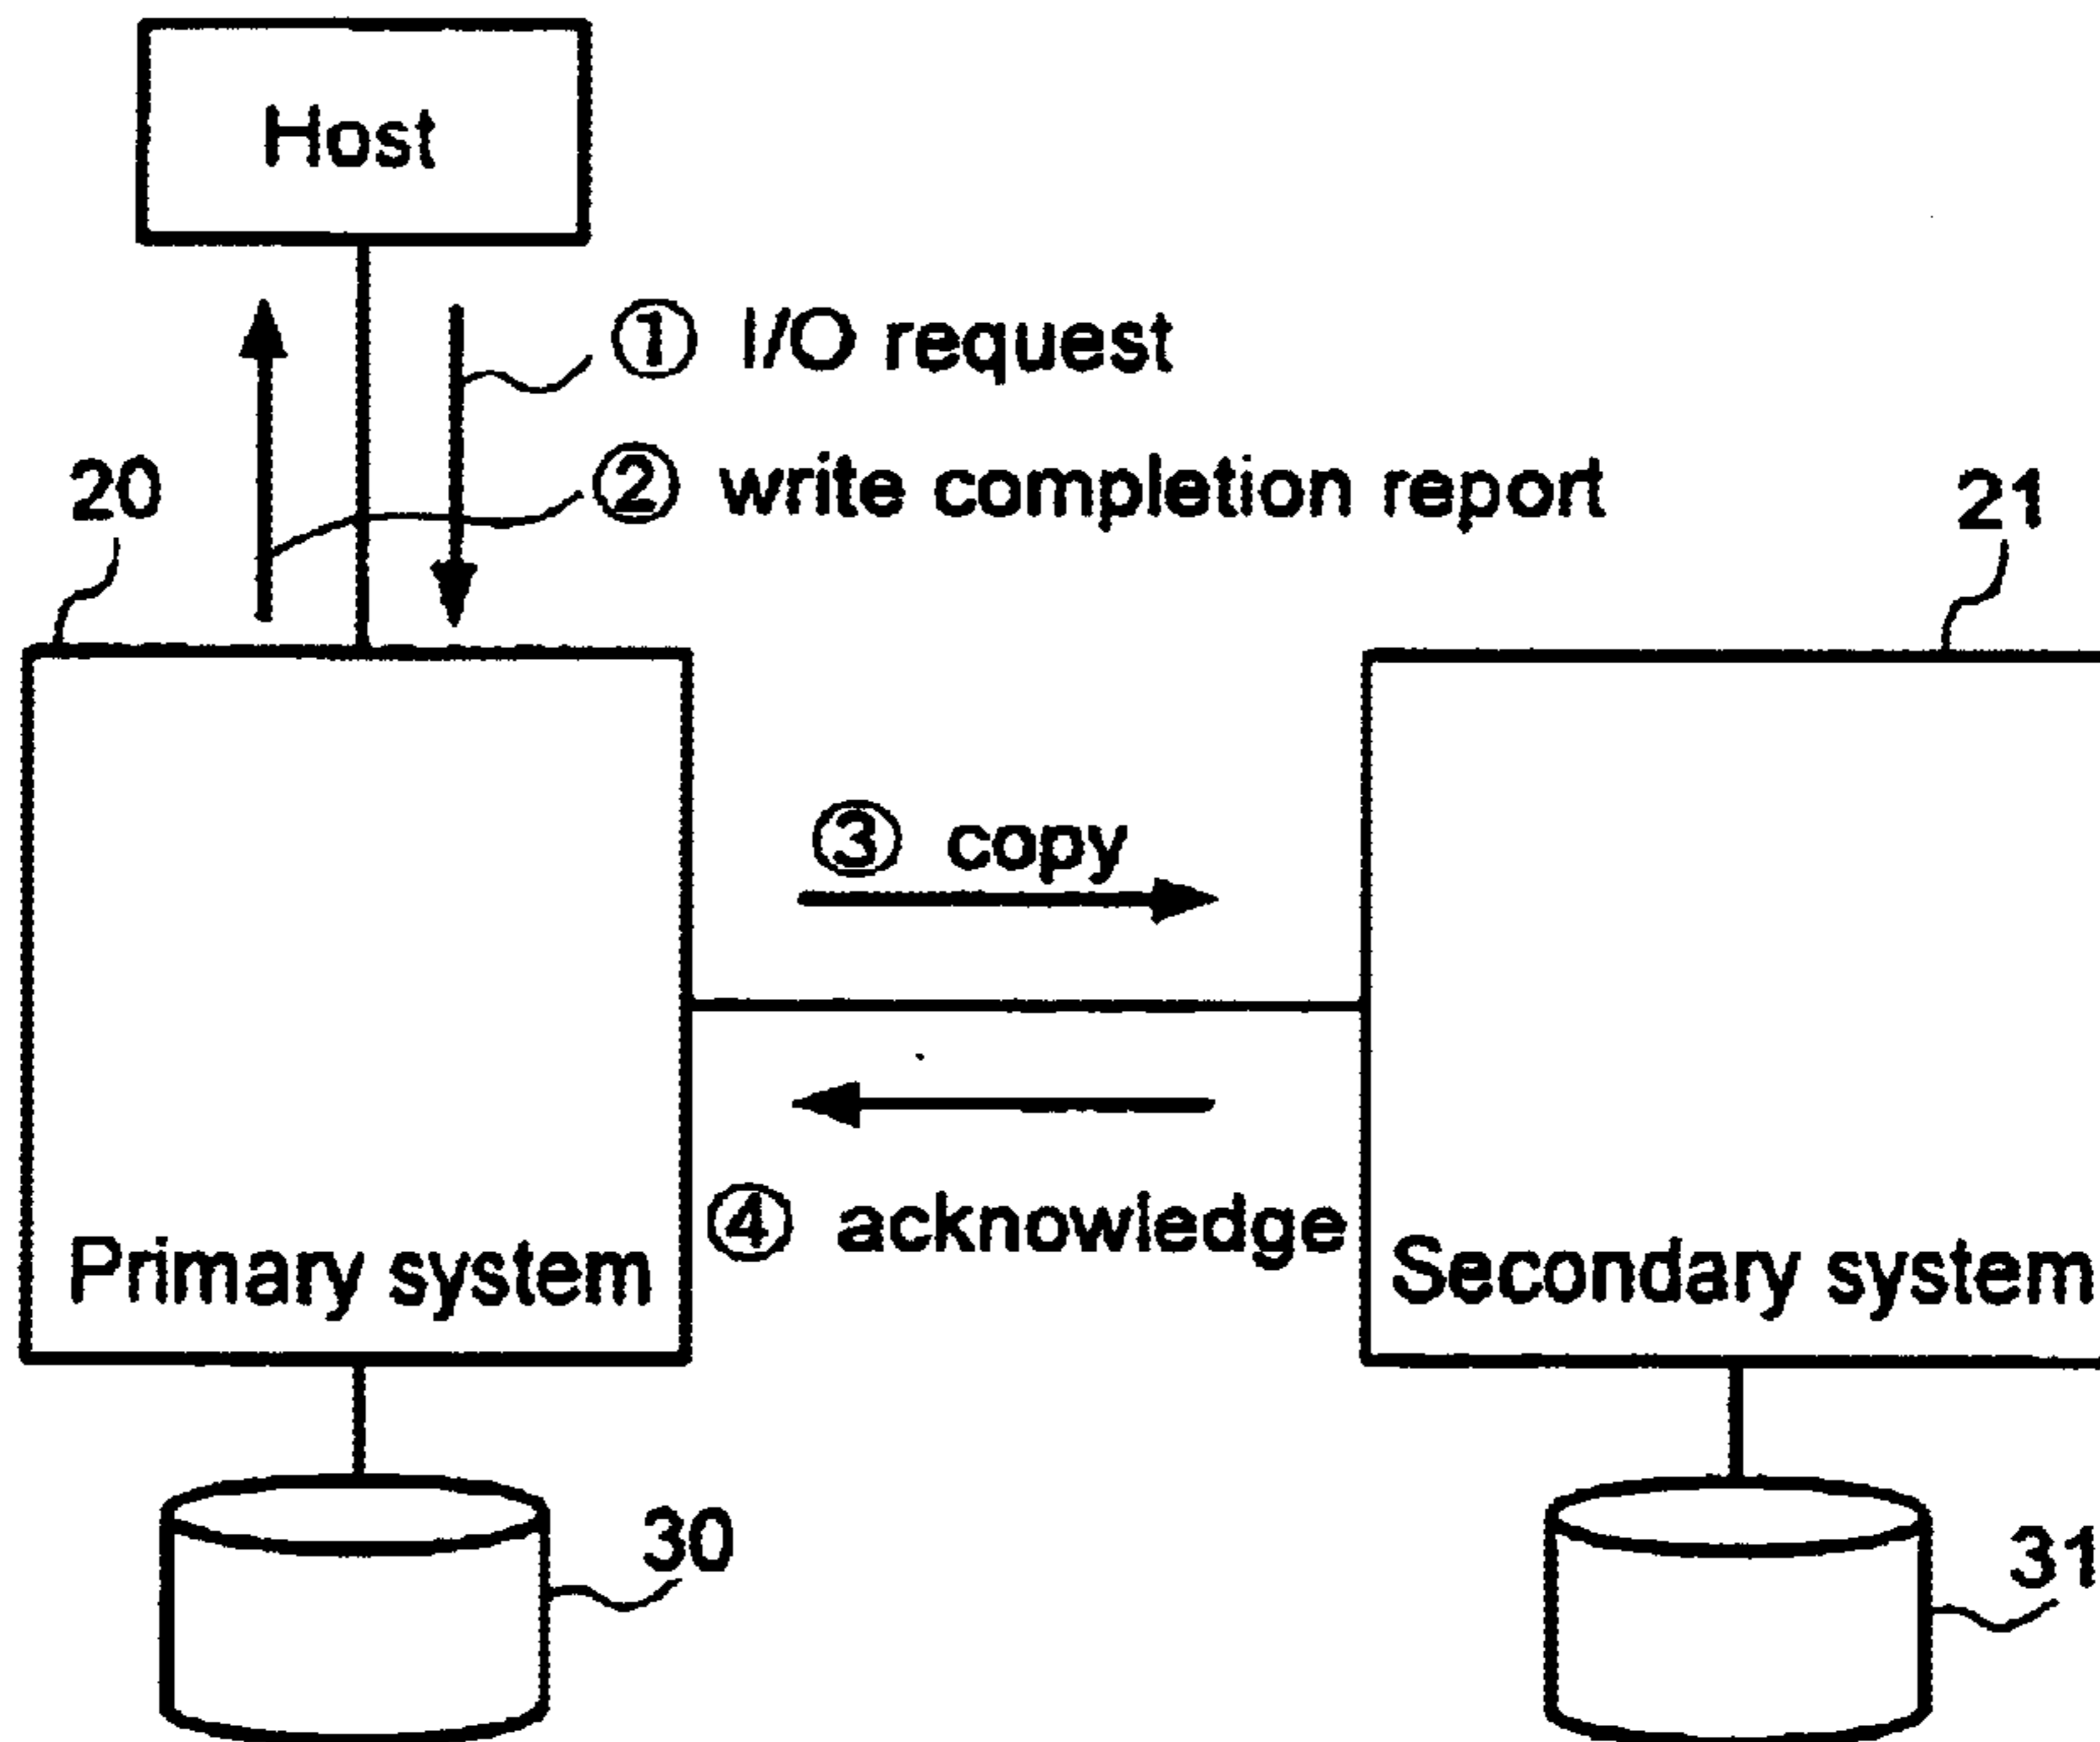 Host
① I/O request
② write completion report
20
21
③ copy
④ acknowledge
Primary system
Secondary system
30
31